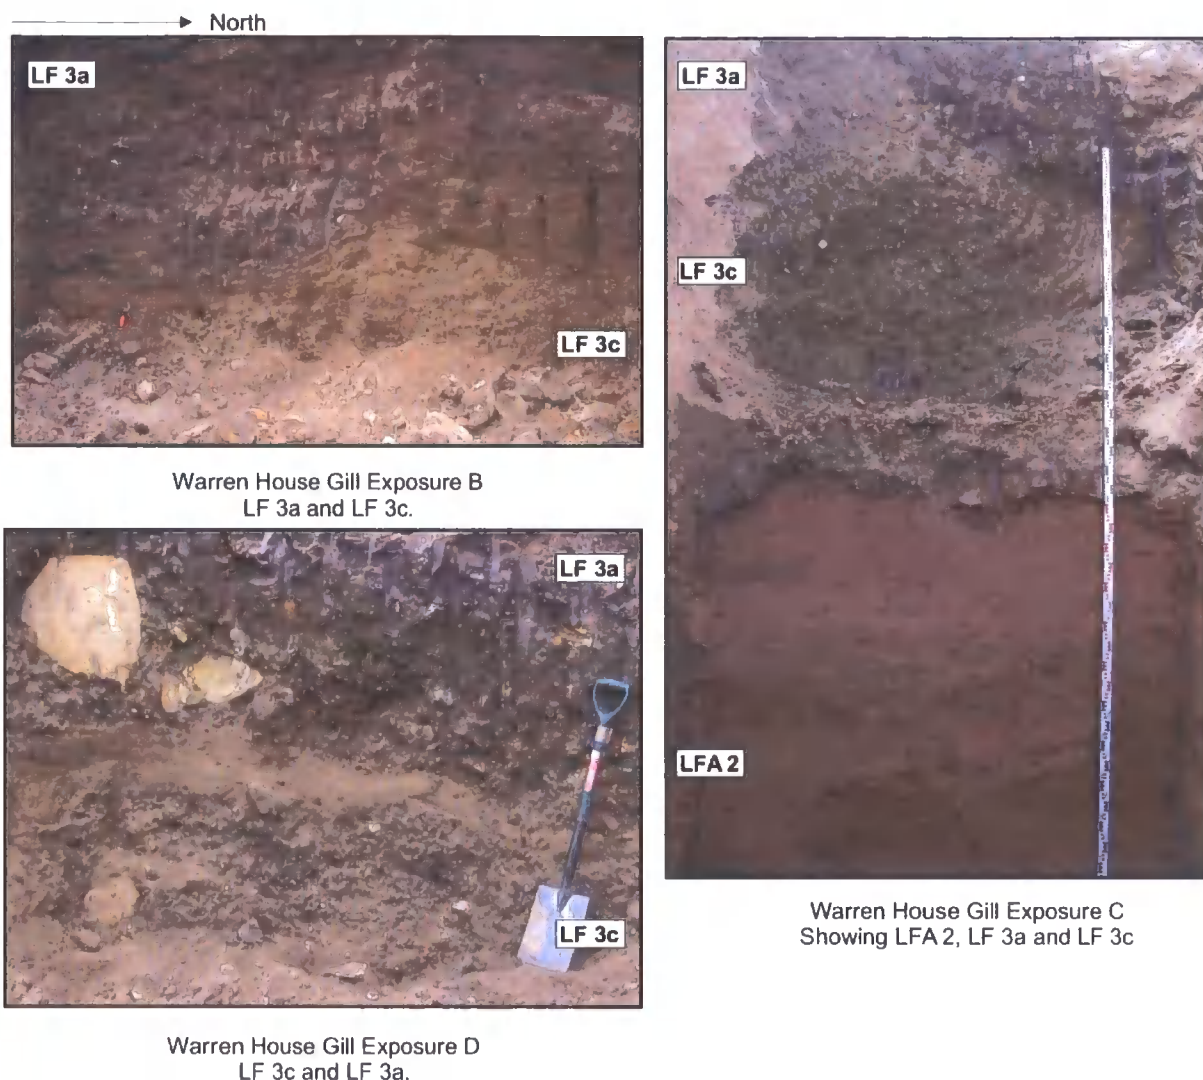 North
LF 3a
LF 3c
Warren House Gill Exposure B
LF 3a and LF 3c.
LF 3a
LF 3c
Warren House Gill Exposure D
LF 3c and LF 3a.
LF 3a
LF 3c
LFA 2
Warren House Gill Exposure C
Showing LFA 2, LF 3a and LF 3c